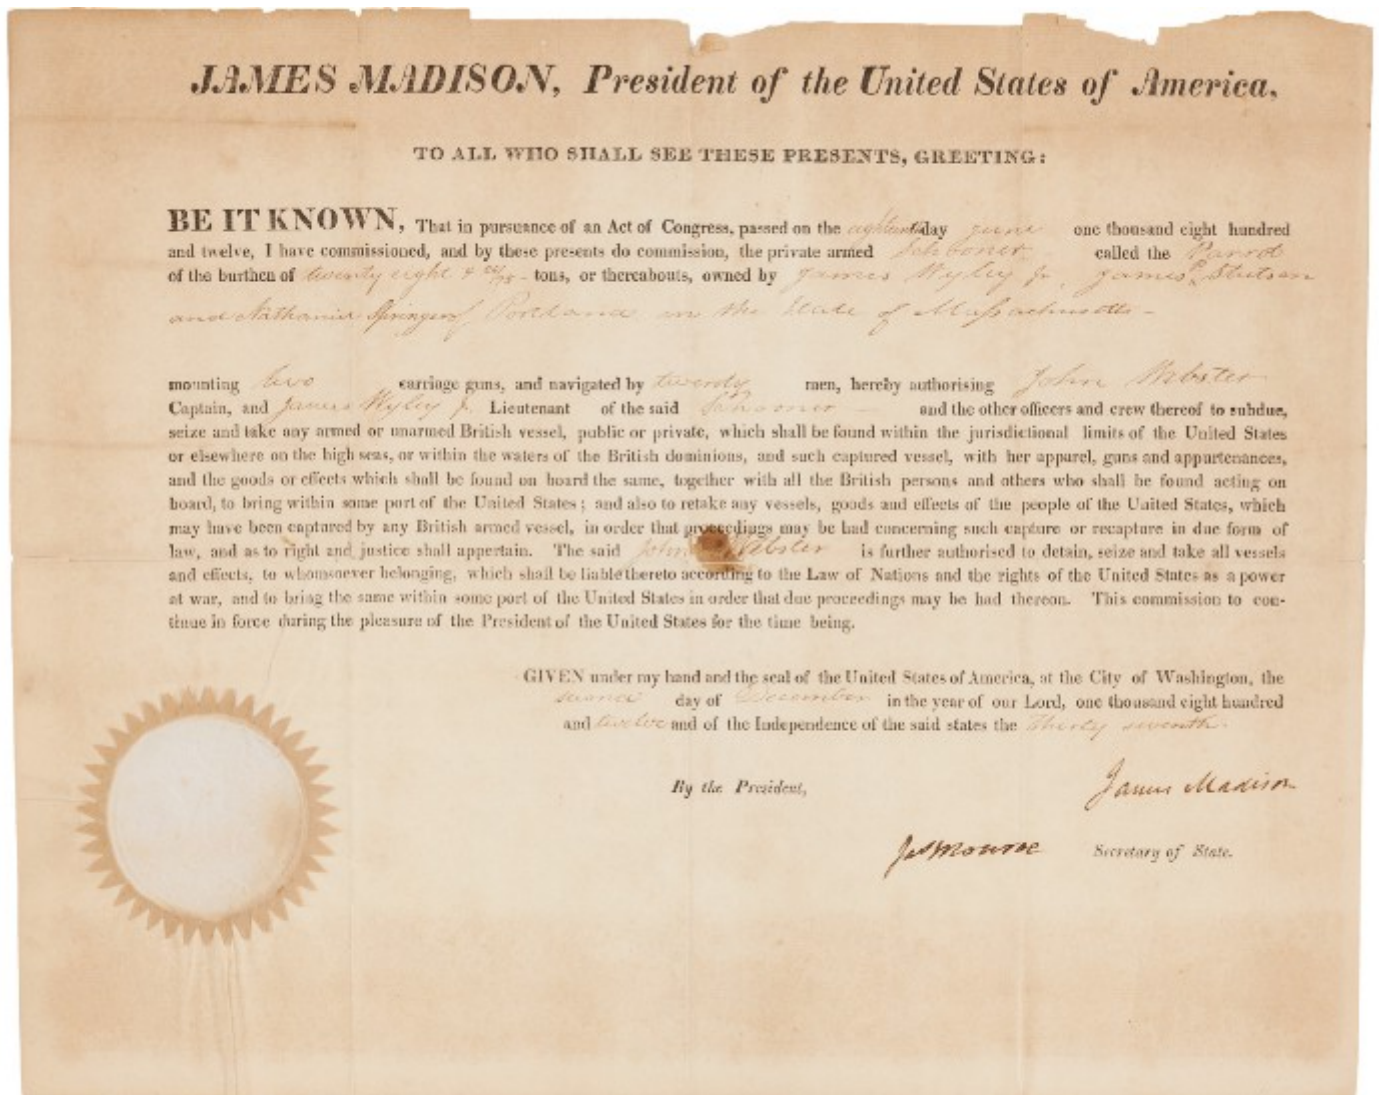 JAMES MADISON, President of the United States of America,
TO ALL WHO SHALL SEE THESE PRESENTS, GREETING:
BE IT KNOWN, That in pursuance of an Act of Congress, passed on the day june one thousand eight hundred
and twelve, I have commissioned, and by these presents do commission, the private armed Schooner called the Parrot
of the burthen of twenty eight & tons, or thereabouts, owned by James Wyley Jr. James Stutson
and Nathaniel Springer of Portland in the State of Massachusetts -
mounting two carriage guns, and navigated by twenty men, hereby authorising John Webster
Captain, and James Wyley Jr. Lieutenant of the said Schooner - and the other officers and crew thereof to subdue,
seize and take any armed or unarmed British vessel, public or private, which shall be found within the jurisdictional limits of the United States
or elsewhere on the high seas, or within the waters of the British dominions, and such captured vessel, with her apparel, guns and appurtenances,
and the goods or effects which shall be found on board the same, together with all the British persons and others who shall be found acting on
board, to bring within some port of the United States; and also to retake any vessels, goods and effects of the people of the United States, which
may have been captured by any British armed vessel, in order that proceedings may be had concerning such capture or recapture in due form of
law, and as to right and justice shall appertain. The said John Webster is further authorised to detain, seize and take all vessels
and effects, to whomsoever belonging, which shall be liable thereto according to the Law of Nations and the rights of the United States as a power
at war, and to bring the same within some port of the United States in order that due proceedings may be had thereon. This commission to con-
tinue in force during the pleasure of the President of the United States for the time being.
GIVEN under my hand and the seal of the United States of America, at the City of Washington, the
second day of December in the year of our Lord, one thousand eight hundred
and twelve and of the Independence of the said states the thirty seventh.
By the President, James Madison
Jas Monroe Secretary of State.